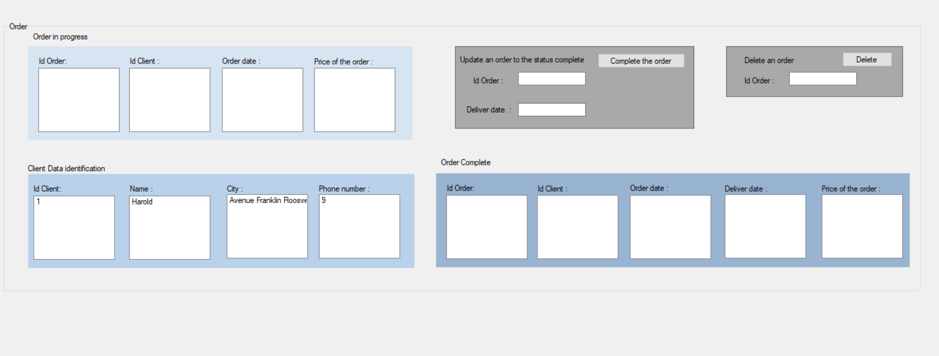 Order
Order in progress
Id Order:
Id Client :
Order date :
Price of the order :
Update an order to the status complete
Complete the order
Id Order :
Deliver date :
Delete an order
Delete
Id Order :
Client Data identification
Id Client:
Name :
City :
Phone number :
1
Harold
Avenue Franklin Roosve
9
Order Complete
Id Order:
Id Client :
Order date :
Deliver date :
Price of the order :